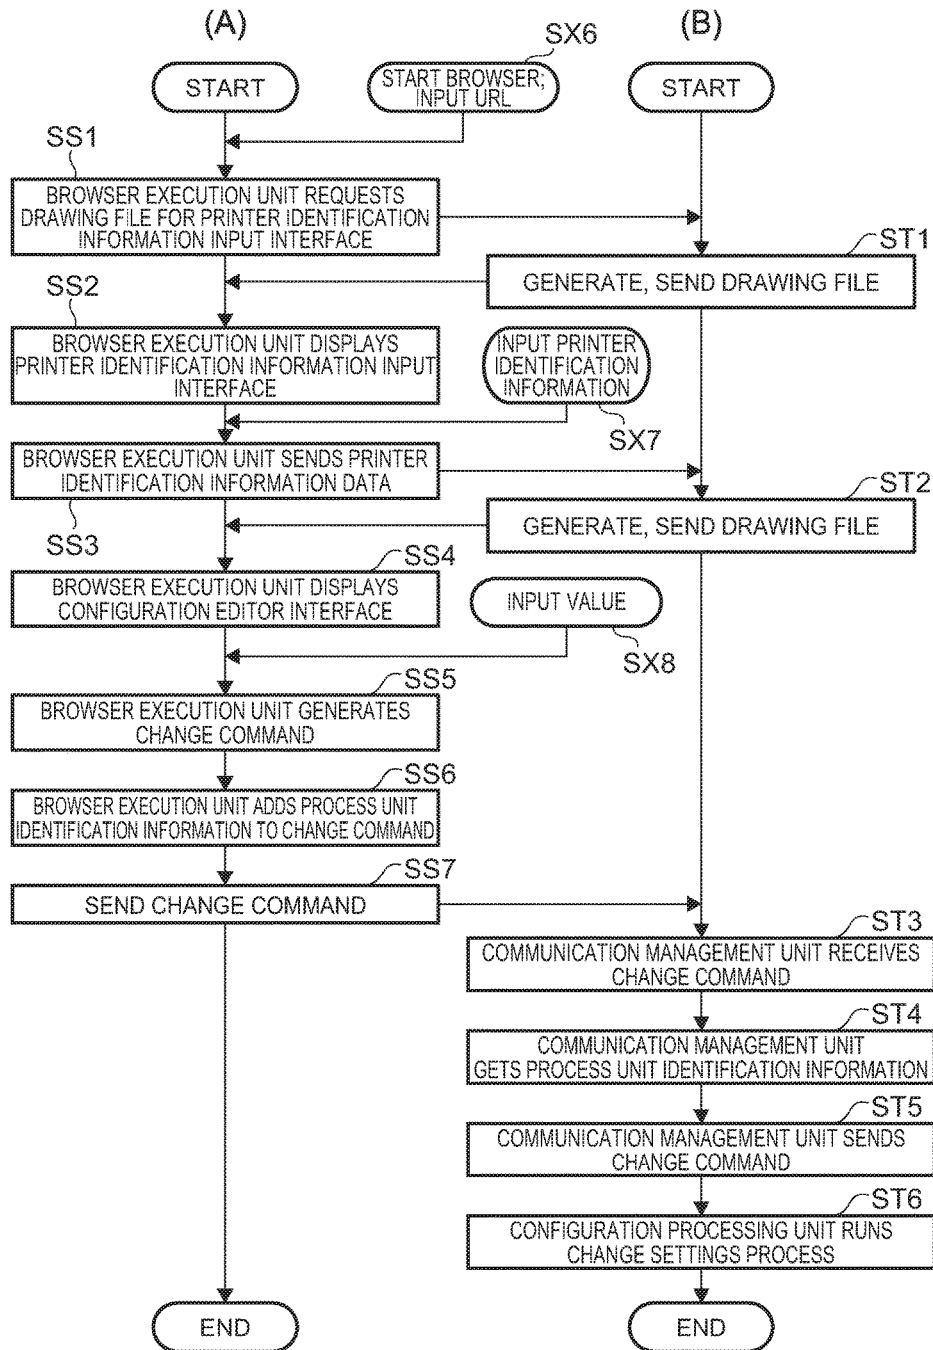 (A)
(B)
SX6
START
START BROWSER;
INPUT URL
START
SS1
BROWSER EXECUTION UNIT REQUESTS
DRAWING FILE FOR PRINTER IDENTIFICATION
INFORMATION INPUT INTERFACE
ST1
GENERATE, SEND DRAWING FILE
SS2
BROWSER EXECUTION UNIT DISPLAYS
PRINTER IDENTIFICATION INFORMATION INPUT
INTERFACE
INPUT PRINTER
IDENTIFICATION
INFORMATION
SX7
BROWSER EXECUTION UNIT SENDS PRINTER
IDENTIFICATION INFORMATION DATA
SS3
ST2
GENERATE, SEND DRAWING FILE
SS4
BROWSER EXECUTION UNIT DISPLAYS
CONFIGURATION EDITOR INTERFACE
INPUT VALUE
SX8
SS5
BROWSER EXECUTION UNIT GENERATES
CHANGE COMMAND
SS6
BROWSER EXECUTION UNIT ADDS PROCESS UNIT
IDENTIFICATION INFORMATION TO CHANGE COMMAND
SS7
SEND CHANGE COMMAND
ST3
COMMUNICATION MANAGEMENT UNIT RECEIVES
CHANGE COMMAND
ST4
COMMUNICATION MANAGEMENT UNIT
GETS PROCESS UNIT IDENTIFICATION INFORMATION
ST5
COMMUNICATION MANAGEMENT UNIT SENDS
CHANGE COMMAND
ST6
CONFIGURATION PROCESSING UNIT RUNS
CHANGE SETTINGS PROCESS
END
END